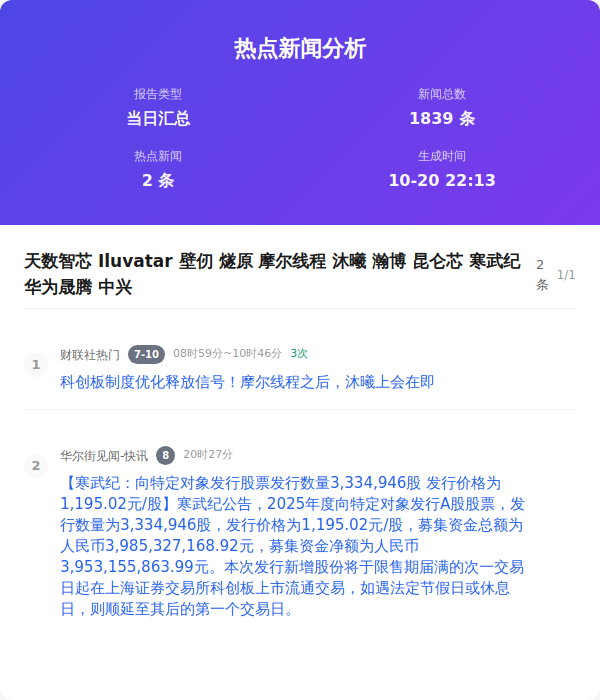 热点新闻分析
报告类型
新闻总数
当日汇总
1839 条
热点新闻
生成时间
2 条
10-20 22:13
天数智芯 Iluvatar 壁仞 燧原 摩尔线程 沐曦 瀚博 昆仑芯 寒武纪
华为晟腾 中兴
2
条
1/1
1
财联社热门 7-10 08时59分~10时46分 3次
科创板制度优化释放信号！摩尔线程之后，沐曦上会在即
2
华尔街见闻-快讯 8 20时27分
【寒武纪：向特定对象发行股票发行数量3,334,946股 发行价格为
1,195.02元/股】寒武纪公告，2025年度向特定对象发行A股股票，发
行数量为3,334,946股，发行价格为1,195.02元/股，募集资金总额为
人民币3,985,327,168.92元，募集资金净额为人民币
3,953,155,863.99元。本次发行新增股份将于限售期届满的次一交易
日起在上海证券交易所科创板上市流通交易，如遇法定节假日或休息
日，则顺延至其后的第一个交易日。